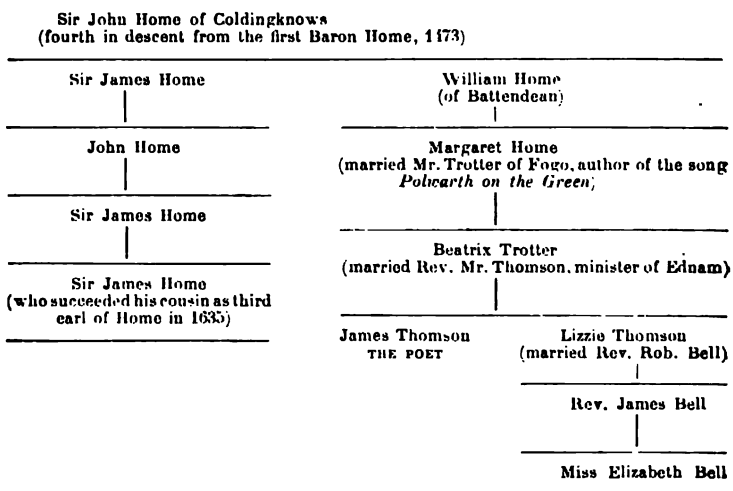 Sir John Home of Coldingknows
(fourth in descent from the first Baron Home, 1473)
Sir James Home
John Home
Sir James Home
Sir James Home
(who succeeded his cousin as third
earl of Home in 1635)
William Home
(of Battendean)
Margaret Home
(married Mr. Trotter of Fogo, author of the song
Polwarth on the Green)
Beatrix Trotter
(married Rev. Mr. Thomson, minister of Ednam)
James Thomson
THE POET
Lizzie Thomson
(married Rev. Rob. Bell)
Rev. James Bell
Miss Elizabeth Bell